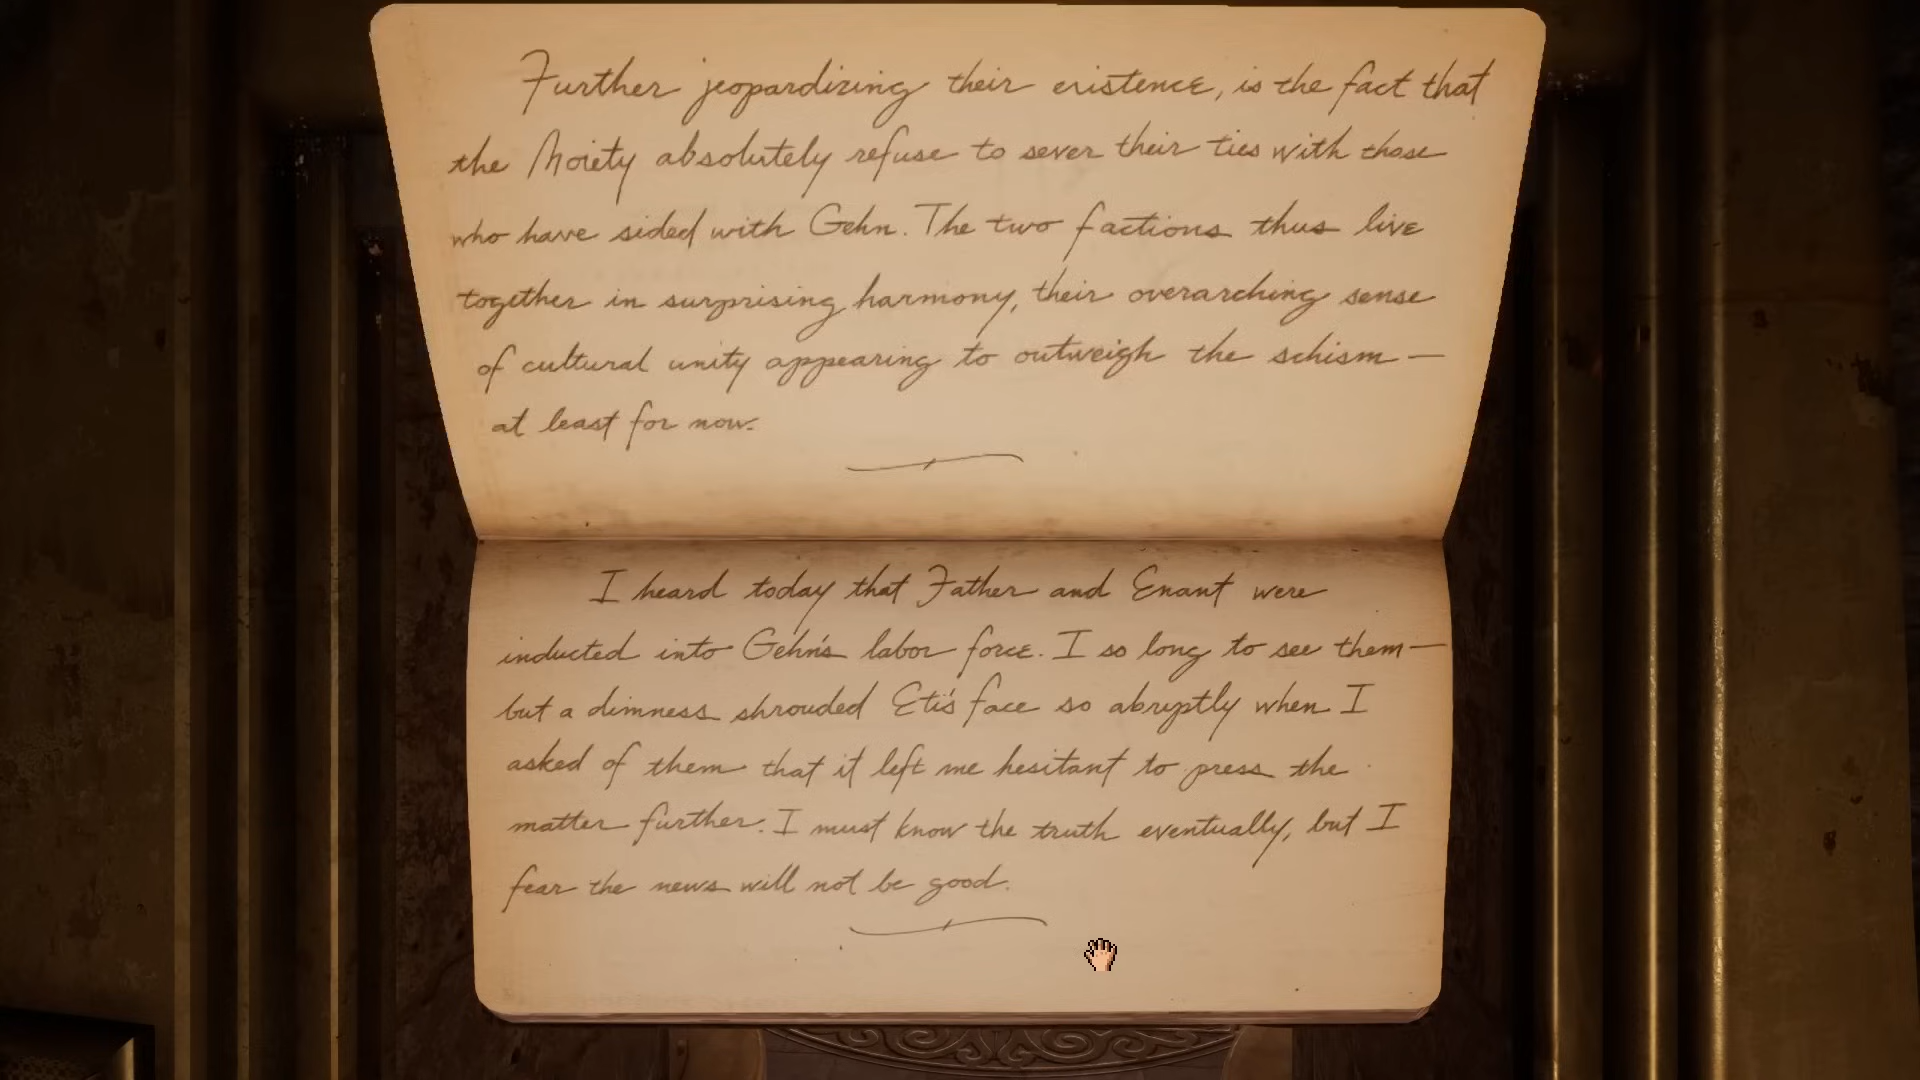 Further jeopardizing their existence, is the fact that
the Moiety absolutely refuse to sever their ties with those
who have sided with Gehn. The two factions thus live
together in surprising harmony, their overarching sense
of cultural unity appearing to outweigh the schism —
at least for now.
I heard today that Father and Enant were
inducted into Gehn's labor force. I so long to see them —
but a dimness shrouded Eti's face so abruptly when I
asked of them that it left me hesitant to press the
matter further. I must know the truth eventually, but I
fear the news will not be good.